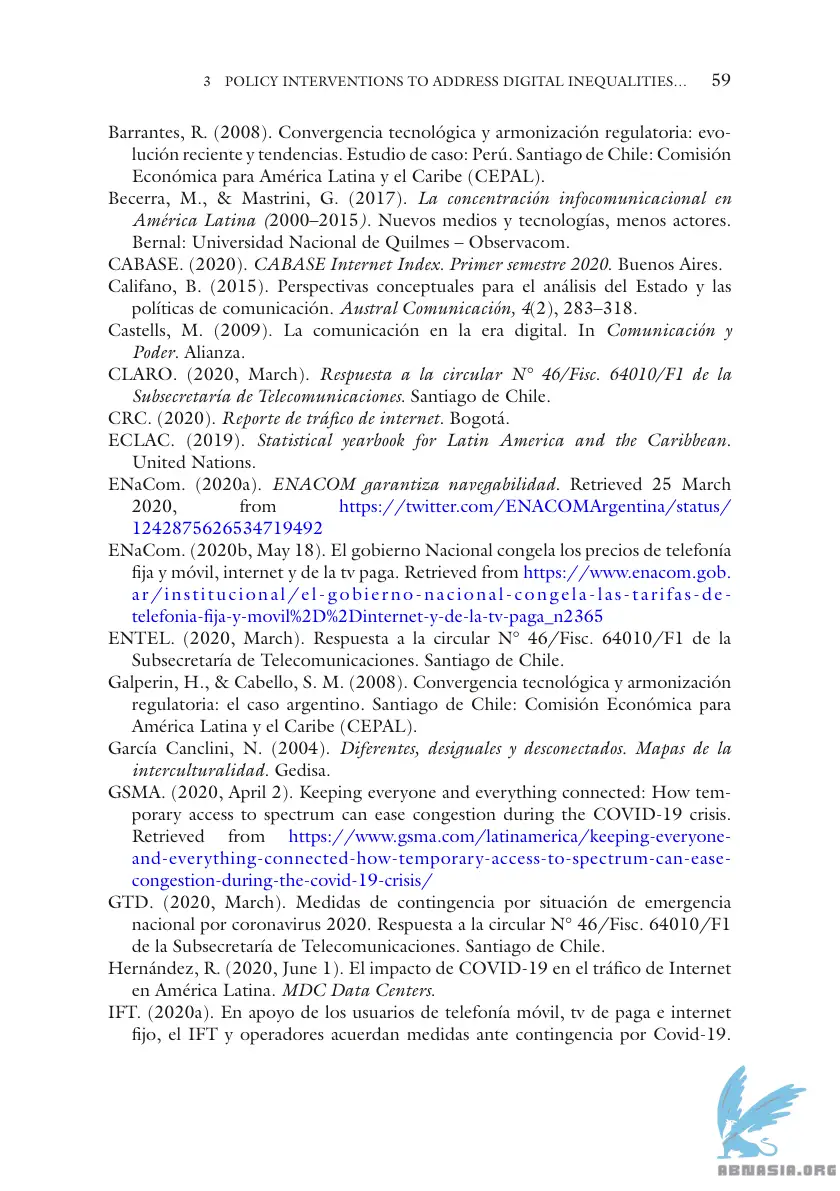 3 POLICY INTERVENTIONS TO ADDRESS DIGITAL INEQUALITIES… 59
Barrantes, R. (2008). Convergencia tecnológica y armonización regulatoria: evo-
lución reciente y tendencias. Estudio de caso: Perú. Santiago de Chile: Comisión
Económica para América Latina y el Caribe (CEPAL).
Becerra, M., & Mastrini, G. (2017). La concentración infocomunicacional en
América Latina (2000–2015). Nuevos medios y tecnologías, menos actores.
Bernal: Universidad Nacional de Quilmes – Observacom.
CABASE. (2020). CABASE Internet Index. Primer semestre 2020. Buenos Aires.
Califano, B. (2015). Perspectivas conceptuales para el análisis del Estado y las
políticas de comunicación. Austral Comunicación, 4(2), 283–318.
Castells, M. (2009). La comunicación en la era digital. In Comunicación y
Poder. Alianza.
CLARO. (2020, March). Respuesta a la circular N° 46/Fisc. 64010/F1 de la
Subsecretaría de Telecomunicaciones. Santiago de Chile.
CRC. (2020). Reporte de tráfico de internet. Bogotá.
ECLAC. (2019). Statistical yearbook for Latin America and the Caribbean.
United Nations.
ENaCom. (2020a). ENACOM garantiza navegabilidad. Retrieved 25 March
2020, from https://twitter.com/ENACOMArgentina/status/
1242875626534719492
ENaCom. (2020b, May 18). El gobierno Nacional congela los precios de telefonía
fija y móvil, internet y de la tv paga. Retrieved from https://www.enacom.gob.
ar/institucional/el-gobierno-nacional-congela-las-tarifas-de-
telefonia-fija-y-movil%2D%2Dinternet-y-de-la-tv-paga_n2365
ENTEL. (2020, March). Respuesta a la circular N° 46/Fisc. 64010/F1 de la
Subsecretaría de Telecomunicaciones. Santiago de Chile.
Galperin, H., & Cabello, S. M. (2008). Convergencia tecnológica y armonización
regulatoria: el caso argentino. Santiago de Chile: Comisión Económica para
América Latina y el Caribe (CEPAL).
García Canclini, N. (2004). Diferentes, desiguales y desconectados. Mapas de la
interculturalidad. Gedisa.
GSMA. (2020, April 2). Keeping everyone and everything connected: How tem-
porary access to spectrum can ease congestion during the COVID-19 crisis.
Retrieved from https://www.gsma.com/latinamerica/keeping-everyone-
and-everything-connected-how-temporary-access-to-spectrum-can-ease-
congestion-during-the-covid-19-crisis/
GTD. (2020, March). Medidas de contingencia por situación de emergencia
nacional por coronavirus 2020. Respuesta a la circular N° 46/Fisc. 64010/F1
de la Subsecretaría de Telecomunicaciones. Santiago de Chile.
Hernández, R. (2020, June 1). El impacto de COVID-19 en el tráfico de Internet
en América Latina. MDC Data Centers.
IFT. (2020a). En apoyo de los usuarios de telefonía móvil, tv de paga e internet
fijo, el IFT y operadores acuerdan medidas ante contingencia por Covid-19.
ABNASIA.ORG